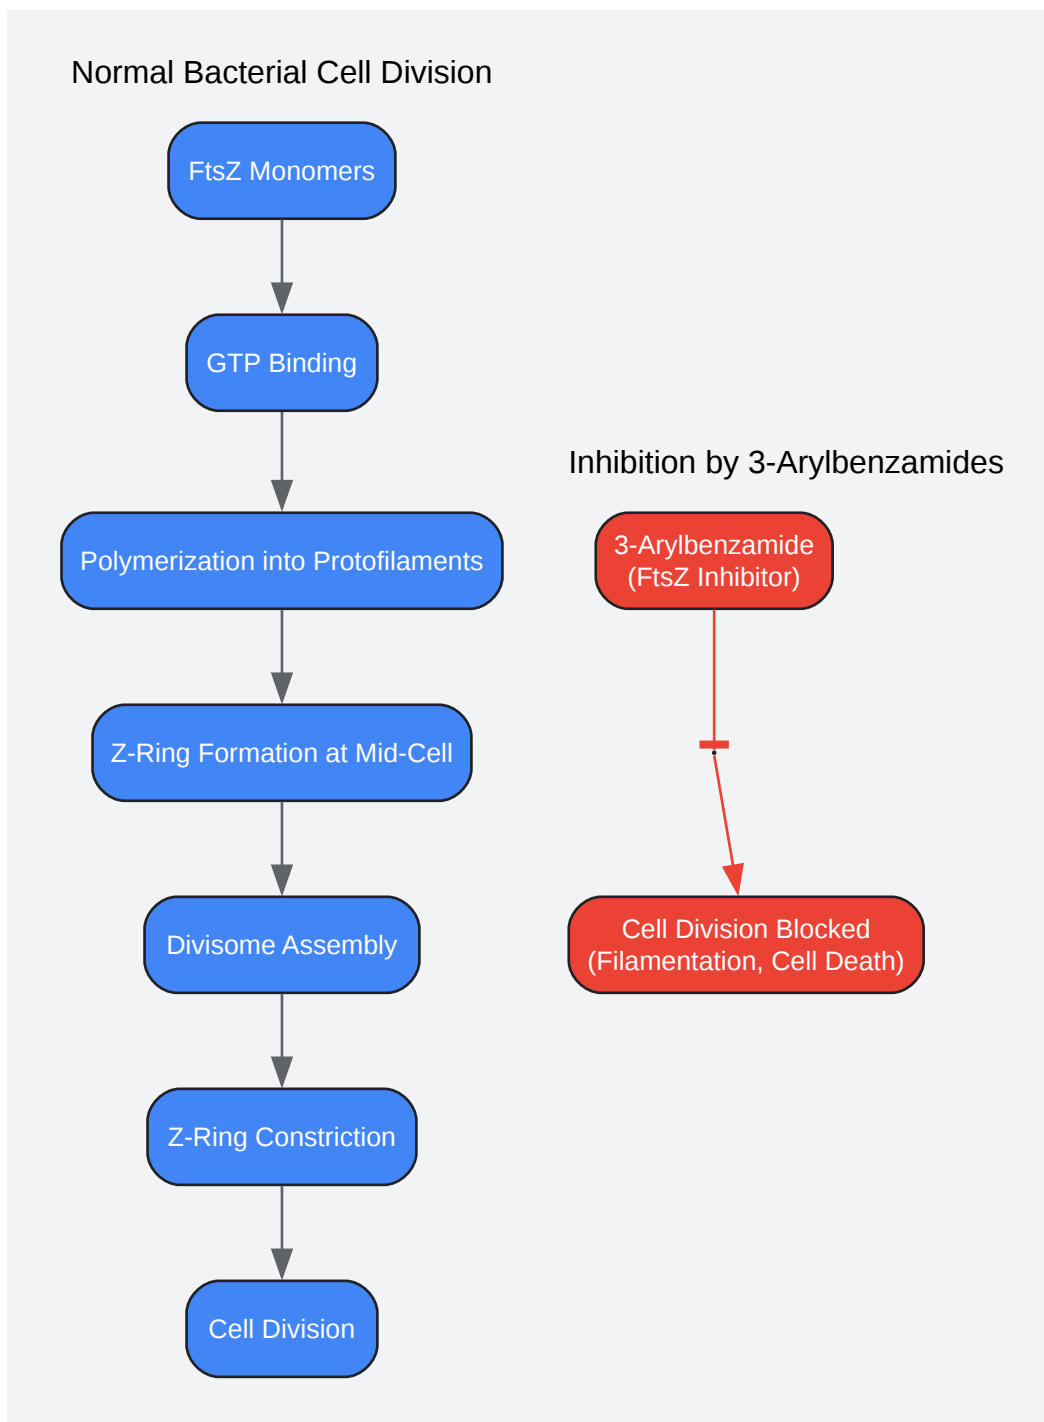 Normal Bacterial Cell Division
FtsZ Monomers
GTP Binding
Polymerization into Protofilaments
Z-Ring Formation at Mid-Cell
Divisome Assembly
Z-Ring Constriction
Cell Division
Inhibition by 3-Arylbenzamides
3-Arylbenzamide
(FtsZ Inhibitor)
Cell Division Blocked
(Filamentation, Cell Death)